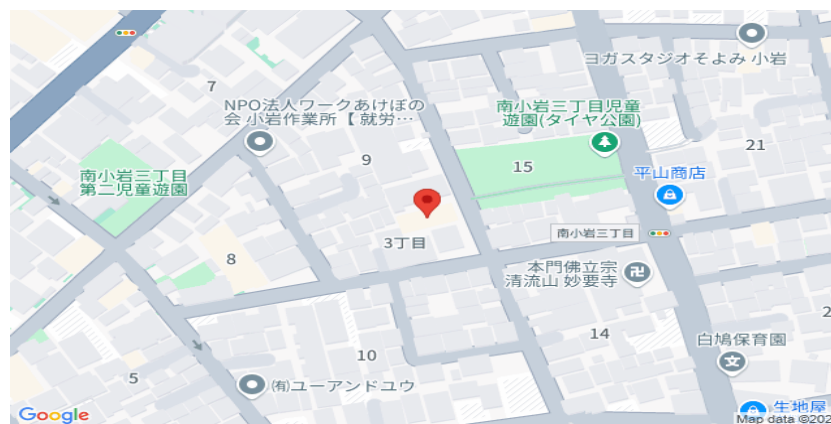 ヨガスタジオそよみ 小岩
7
NPO法人ワークあけぼの
会 小岩作業所【 就労…
南小岩三丁目児童
遊園(タイヤ公園)
21
9
15
平山商店
南小岩三丁目
第二児童遊園
南小岩三丁目
3丁目
8
本門佛立宗
清流山 妙要寺
2
14
白鳩保育園
10
5
(有)ユーアンドユウ
生地屋
Google
Map data ©202